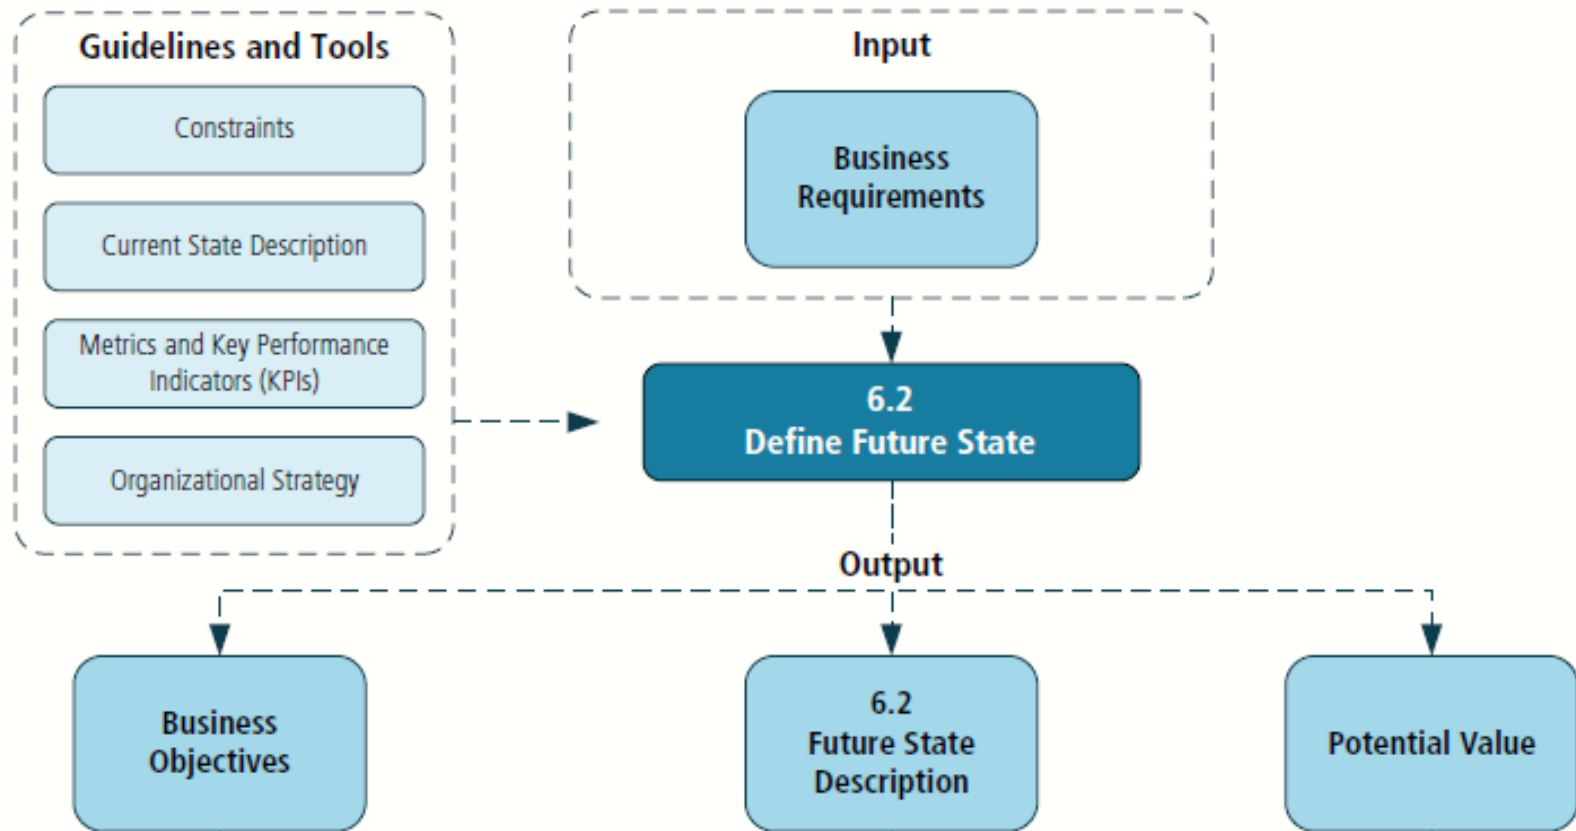 Guidelines and Tools
Constraints
Current State Description
Metrics and Key Performance
Indicators (KPIs)
Organizational Strategy
Input
Business
Requirements
6.2
Define Future State
Output
Business
Objectives
6.2
Future State
Description
Potential Value